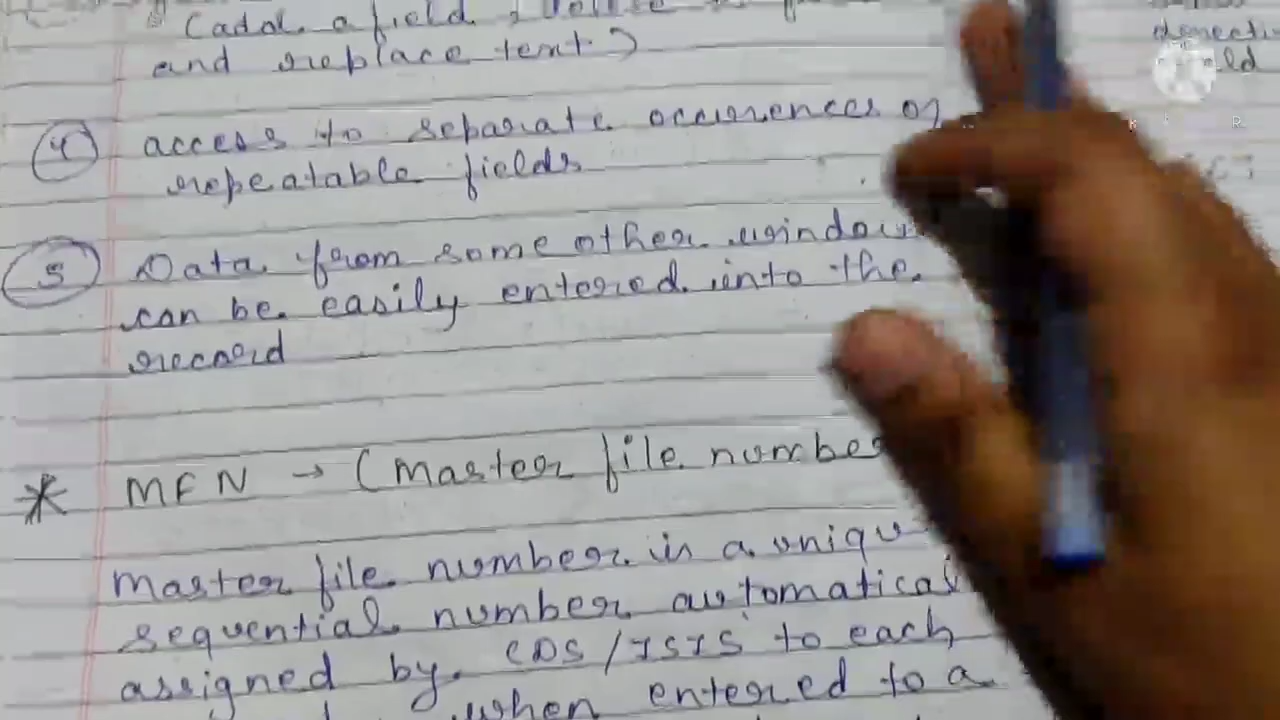 (add a field,
and replace text)
④ access to separate occurrences of
repeatable fields
⑤ Data from some other window
can be easily entered into the
record
* MFN → (Master file number
Master file number is a uniqu
sequential number automatical
assigned by CDS/ISIS to each
when entered to a